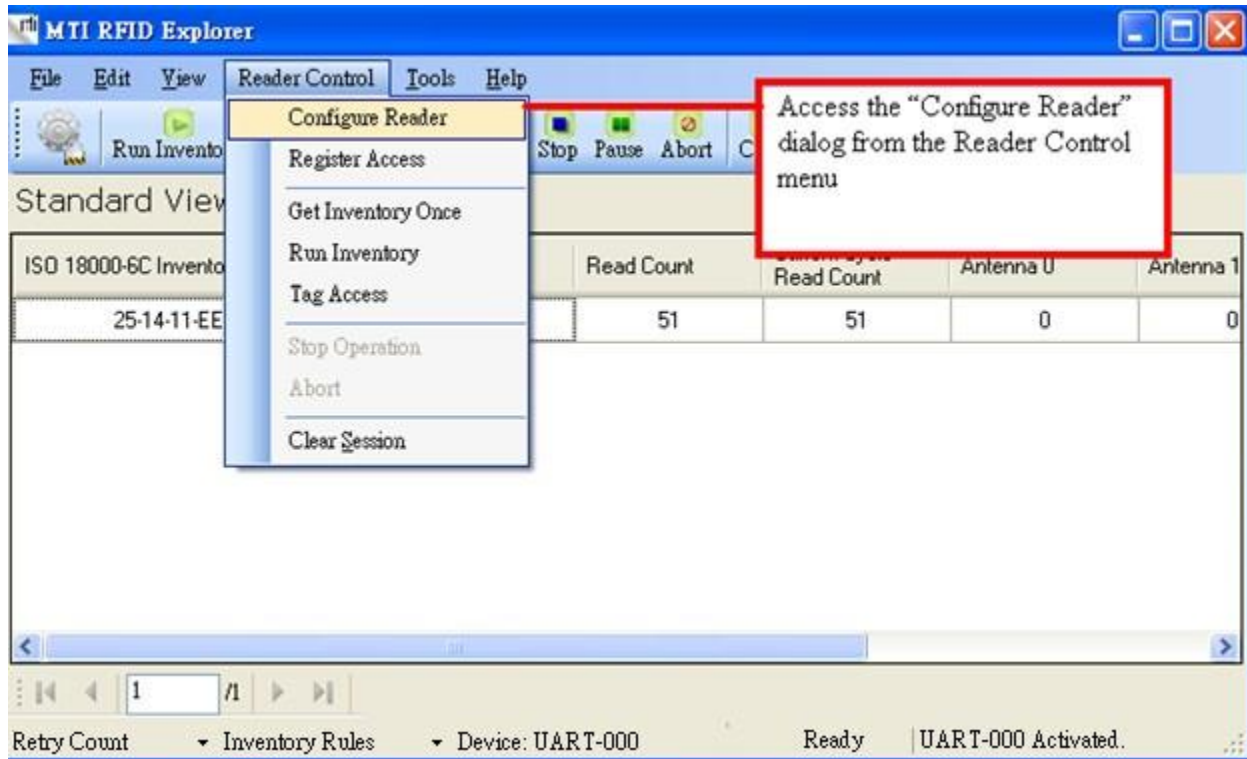 MTI RFID Explorer
File Edit View Reader Control Tools Help
Configure Reader
Register Access
Get Inventory Once
Run Inventory
Tag Access
Stop Operation
Abort
Clear Session
Run Invento
Stop Pause Abort C
Access the “Configure Reader”
dialog from the Reader Control
menu
Standard View
ISO 18000-6C Invento Read Count Read Count Antenna 0 Antenna 1
25-14-11-EE 51 51 0 0
1 /1
Retry Count Inventory Rules Device: UART-000 Ready UART-000 Activated.